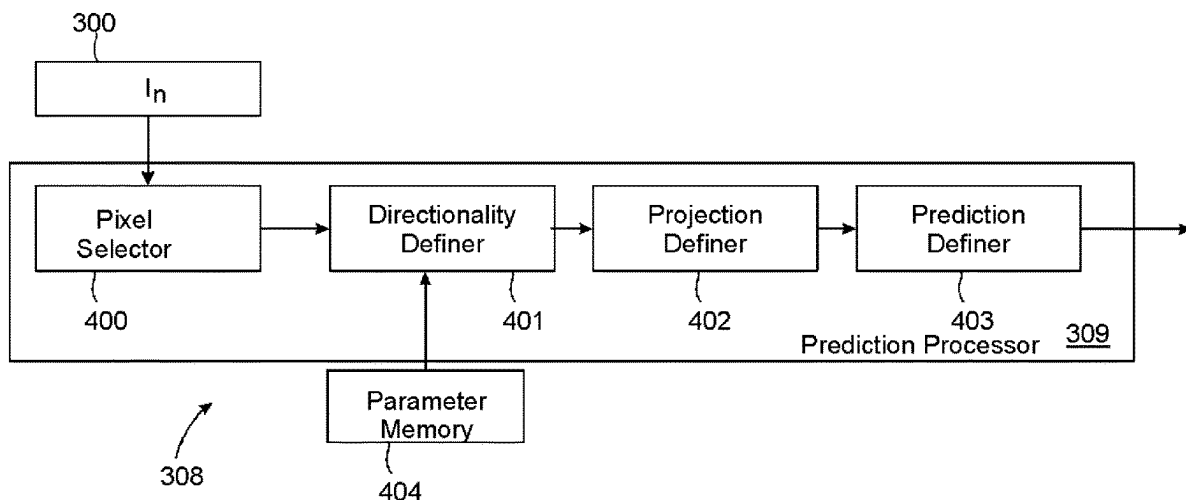 300
I_n
Pixel
Selector
400
Directionality
Definer
401
Projection
Definer
402
Prediction
Definer
403
Prediction Processor 309
Parameter
Memory
404
308